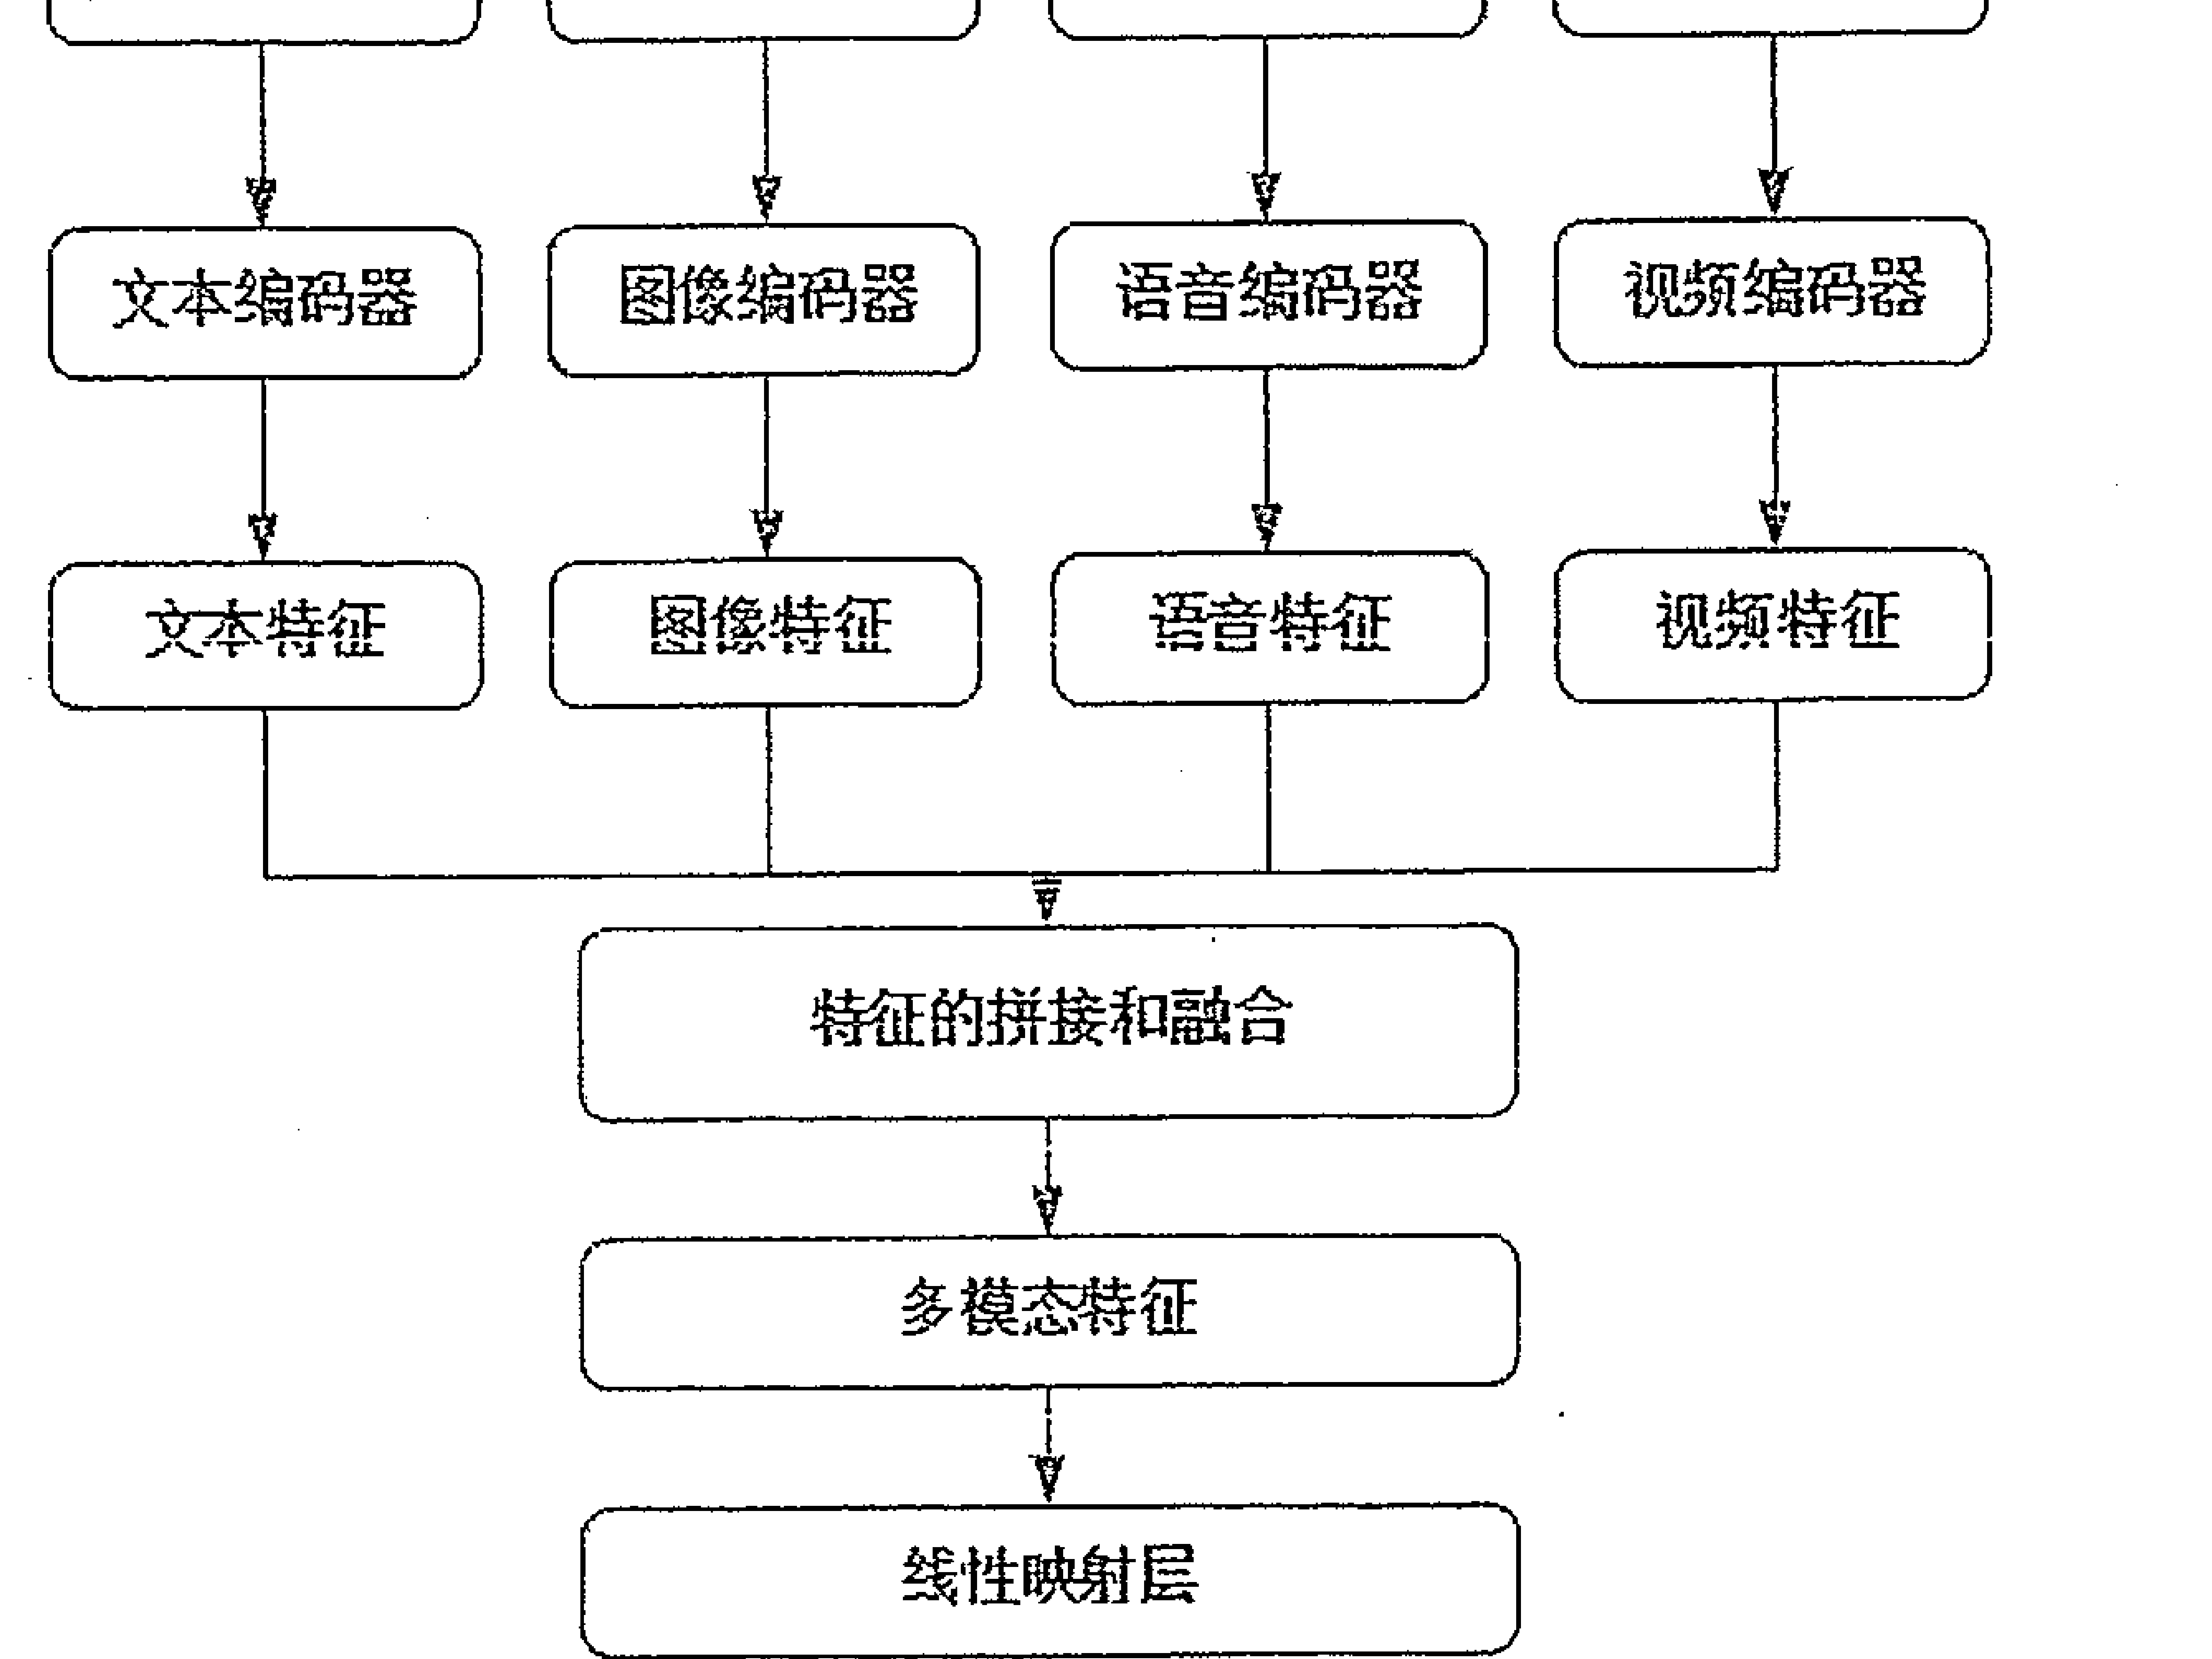 文本编码器
图像编码器
语音编码器
视频编码器
文本特征
图像特征
语音特征
视频特征
特征的拼接和融合
多模态特征
线性映射层